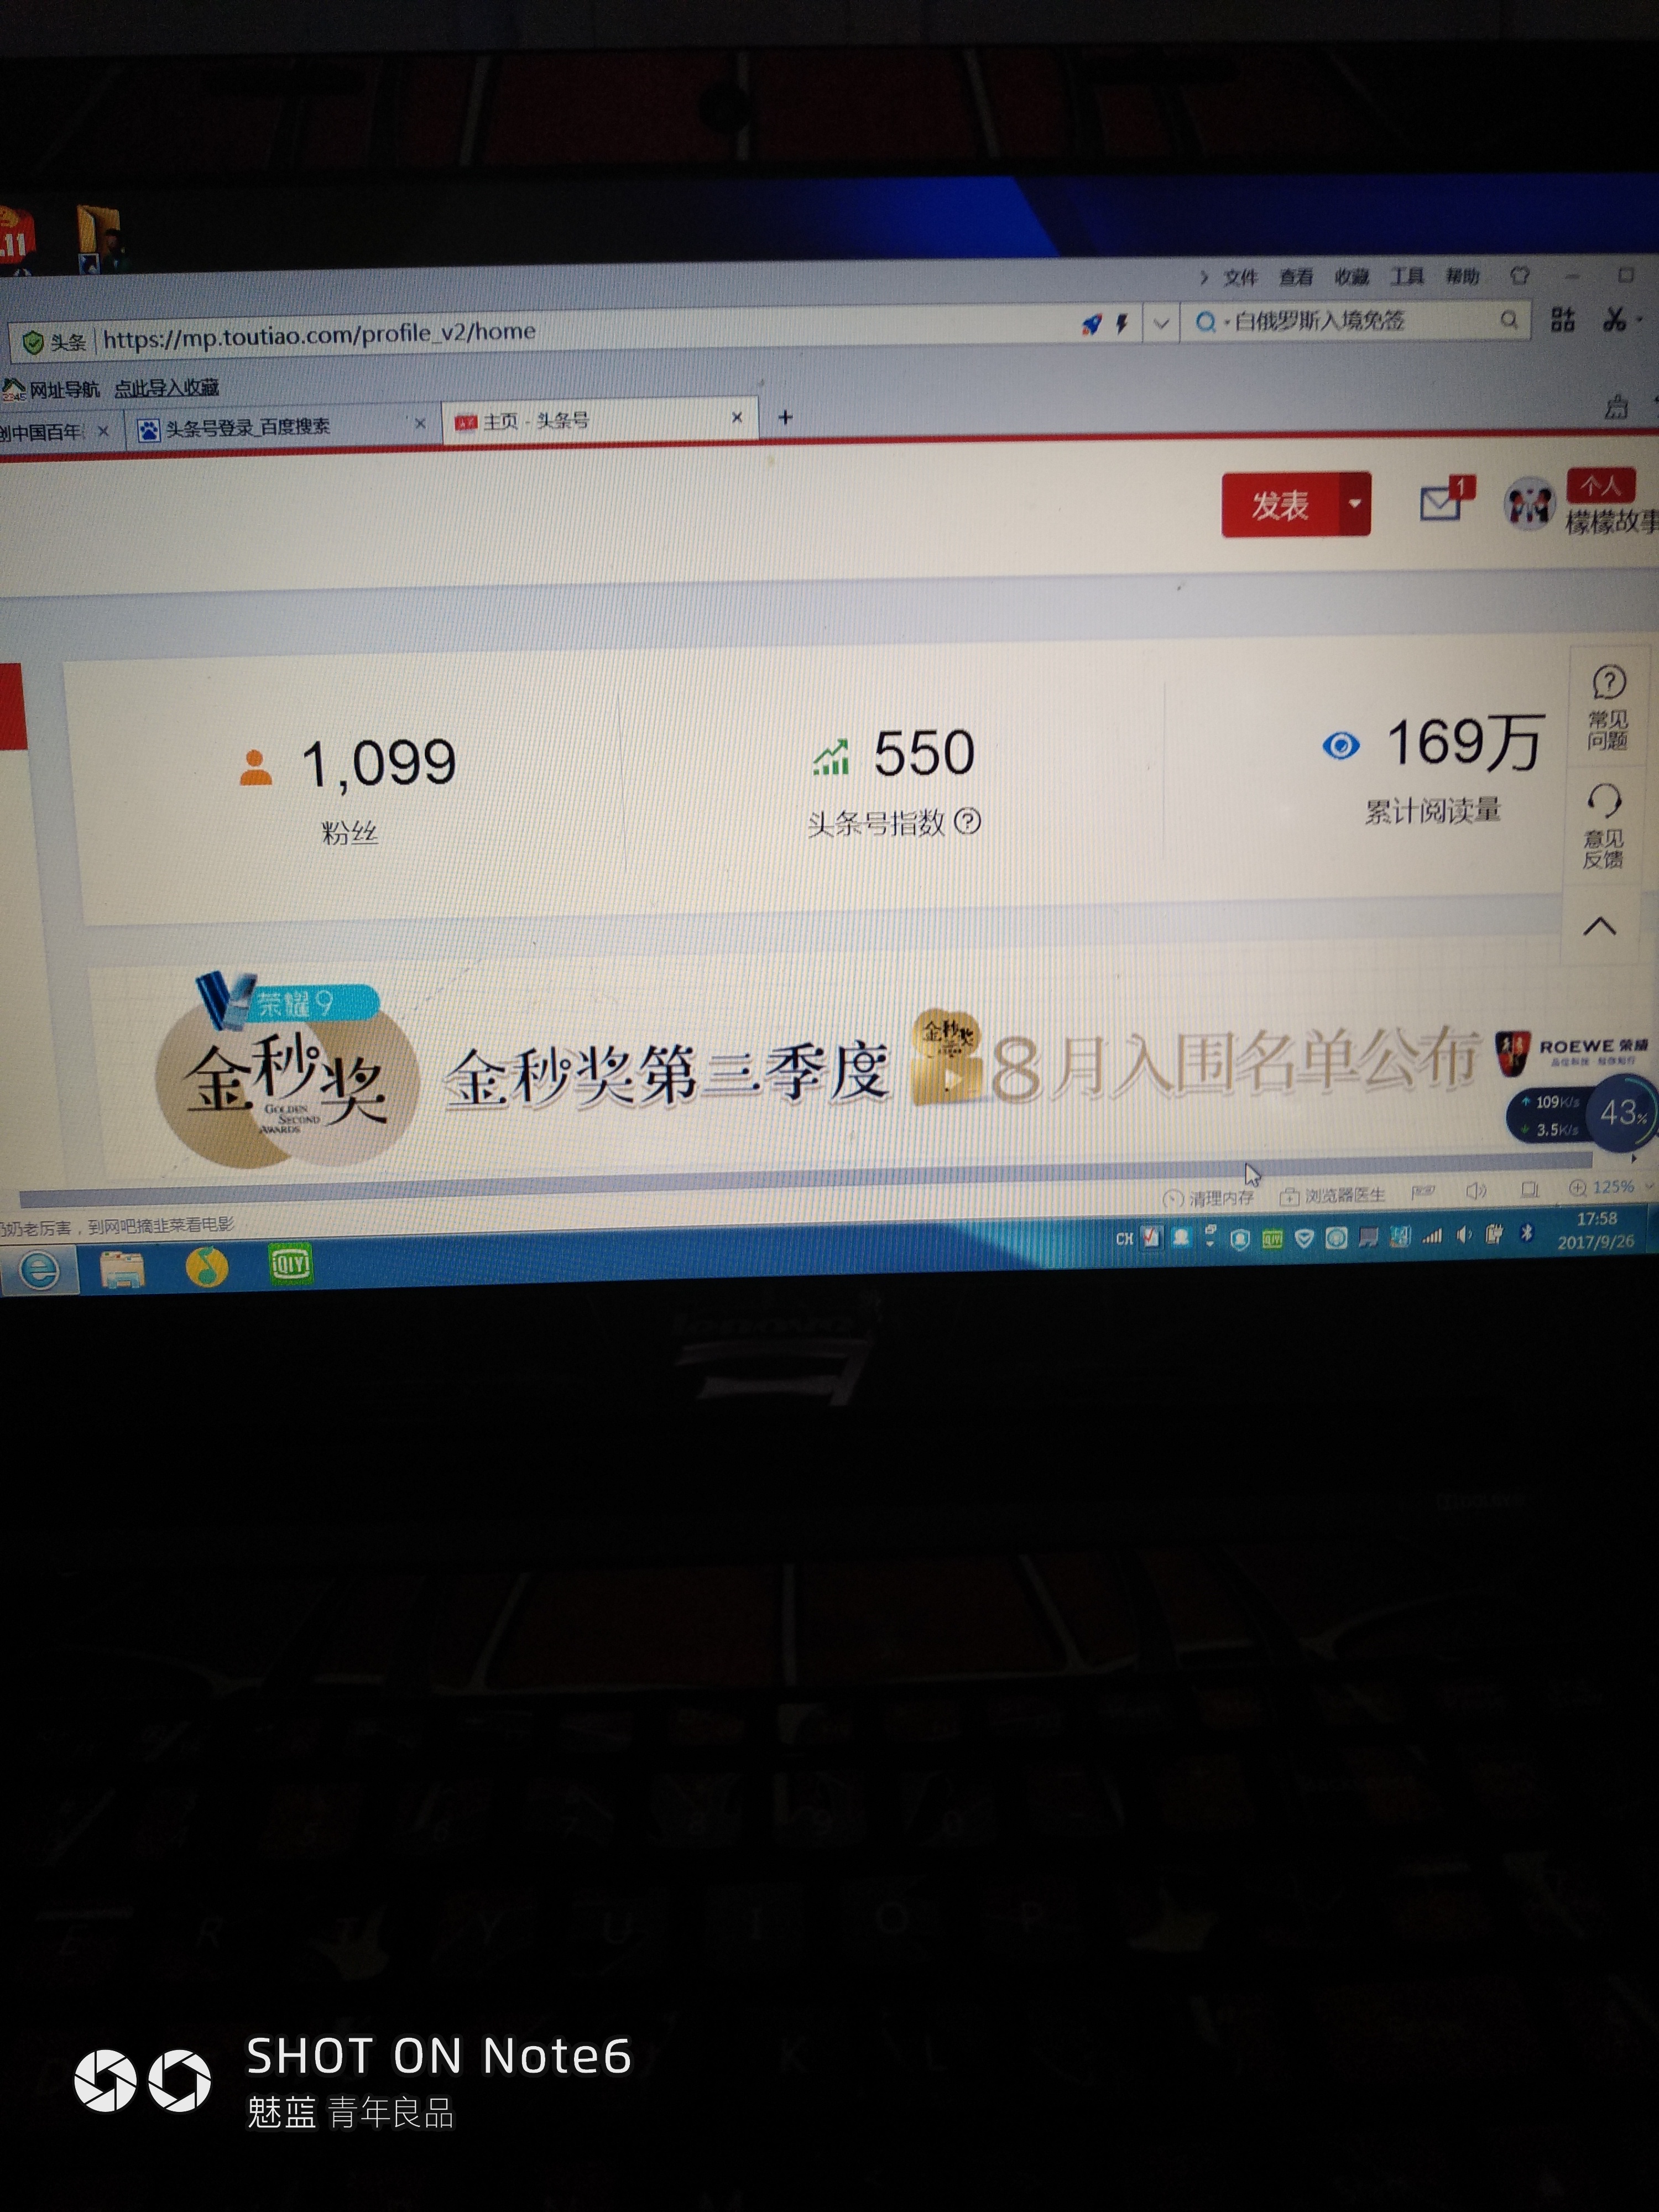 .11
文件 查看 收藏 工具 帮助
头条 https://mp.toutiao.com/profile_v2/home
白俄罗斯入境免签
2345 网址导航 点此导入收藏
创中国百年
头条号登录_百度搜索
主页 - 头条号
发表
1
个人
檬檬故事
1,099
粉丝
550
头条号指数
169万
累计阅读量
常见
问题
意见
反馈
荣耀9
金秒奖
GOLDEN
SECOND
AWARDS
金秒奖第三季度
金秒奖
8月入围名单公布
ROEWE 荣威
109K/s
3.5K/s
43%
清理内存 浏览器医生 125%
奶奶老厉害，到网吧摘韭菜看电影
iQIYI
CH
17:58
2017/9/26
lenovo
E R T Y U I O P
K L
SHOT ON Note6
魅蓝 青年良品